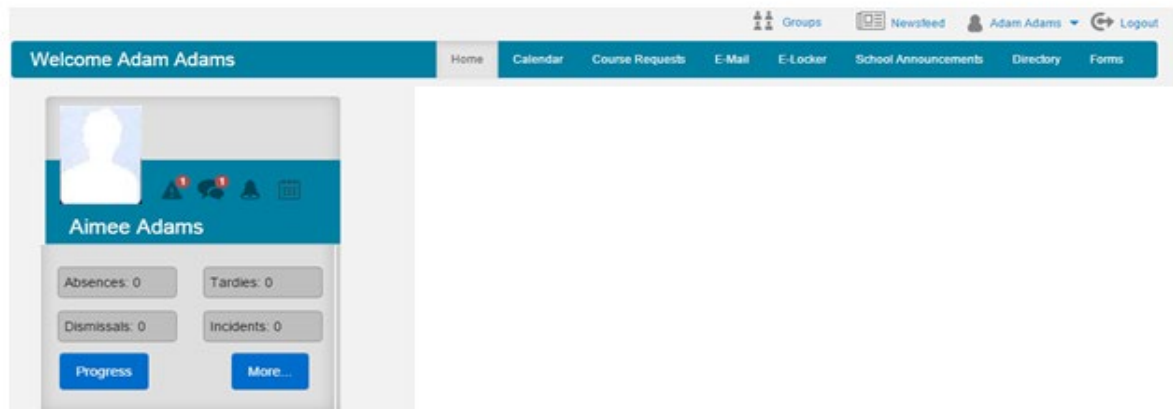 Groups Newsfeed Adam Adams Logout
Welcome Adam Adams Home Calendar Course Requests E-Mail E-Locker School Announcements Directory Forms
1 1
Aimee Adams
Absences: 0 Tardies: 0
Dismissals: 0 Incidents: 0
Progress More...